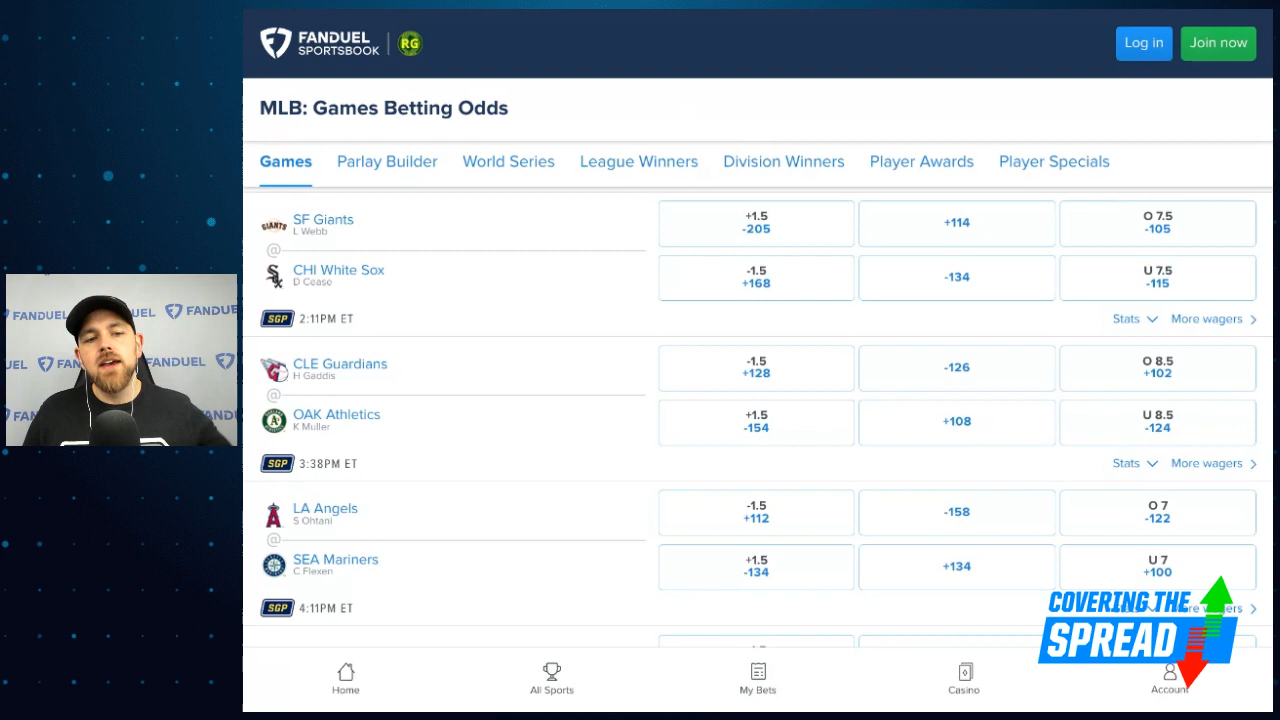 FANDUEL
SPORTSBOOK
RG
Log in
Join now
MLB: Games Betting Odds
Games Parlay Builder World Series League Winners Division Winners Player Awards Player Specials
SF Giants
L Webb
+1.5
-205
+114
O 7.5
-105
@
CHI White Sox
D Cease
-1.5
+168
-134
U 7.5
-115
SGP 2:11PM ET
Stats More wagers
CLE Guardians
H Gaddis
-1.5
+128
-126
O 8.5
+102
@
OAK Athletics
K Muller
+1.5
-154
+108
U 8.5
-124
SGP 3:38PM ET
Stats More wagers
LA Angels
S Ohtani
-1.5
+112
-158
O 7
-122
@
SEA Mariners
C Flexen
+1.5
-134
+134
U 7
+100
SGP 4:11PM ET
COVERING THE
SPREAD
Home
All Sports
My Bets
Casino
Account
FANDUEL
FANDUEL